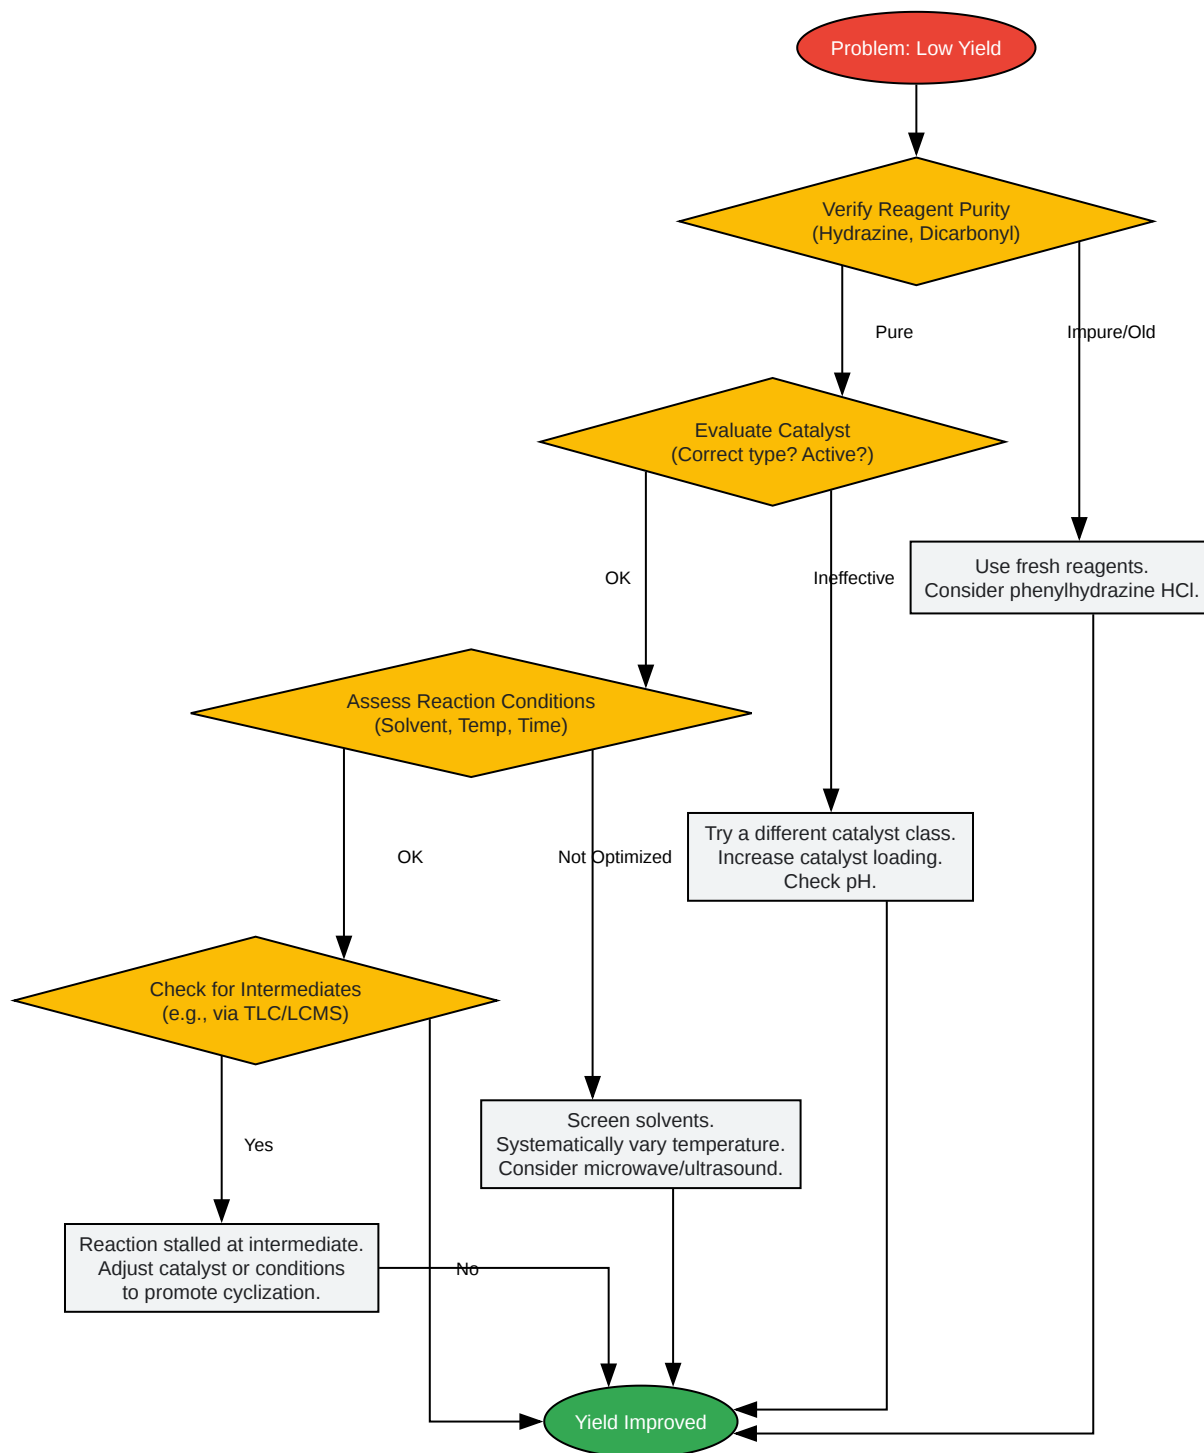 Problem: Low Yield
Verify Reagent Purity
(Hydrazine, Dicarbonyl)
Pure
Impure/Old
Evaluate Catalyst
(Correct type? Active?)
OK
Ineffective
Use fresh reagents.
Consider phenylhydrazine HCl.
Assess Reaction Conditions
(Solvent, Temp, Time)
OK
Not Optimized
Try a different catalyst class.
Increase catalyst loading.
Check pH.
Check for Intermediates
(e.g., via TLC/LCMS)
Yes
Screen solvents.
Systematically vary temperature.
Consider microwave/ultrasound.
Reaction stalled at intermediate.
Adjust catalyst or conditions
to promote cyclization.
No
Yield Improved